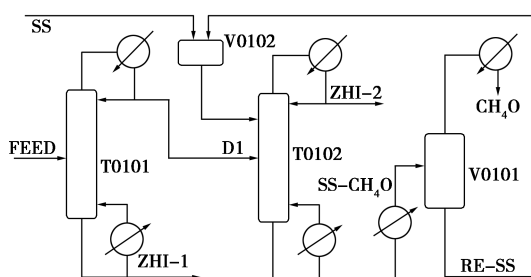 SS
V0102
ZHI-2
CH₄O
FEED
T0101
D1
T0102
SS-CH₄O
V0101
ZHI-1
RE-SS